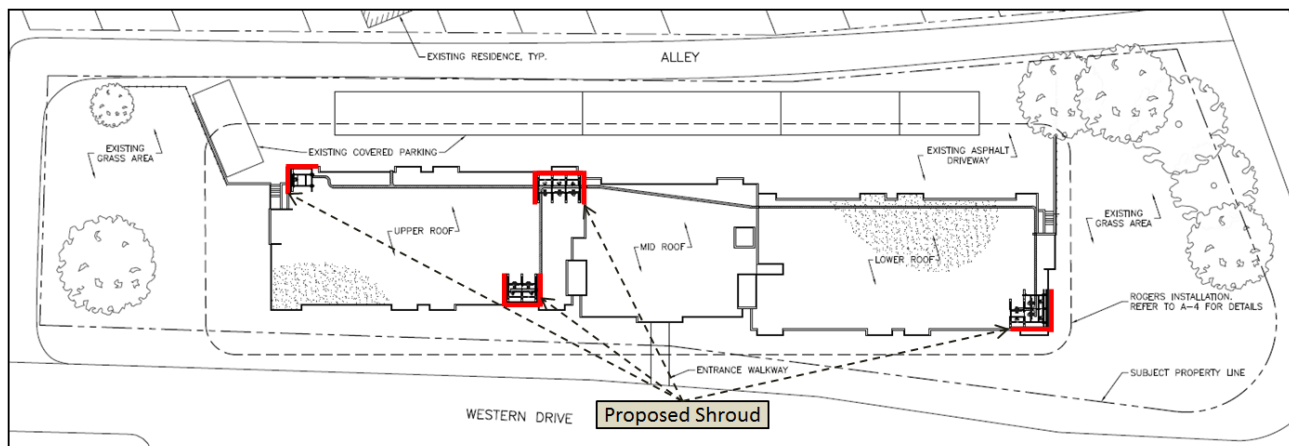 EXISTING RESIDENCE, TYP.
ALLEY
EXISTING
GRASS AREA
EXISTING COVERED PARKING
EXISTING ASPHALT
DRIVEWAY
EXISTING
GRASS AREA
UPPER ROOF
MID ROOF
LOWER ROOF
ROGERS INSTALLATION.
REFER TO A-4 FOR DETAILS
ENTRANCE WALKWAY
SUBJECT PROPERTY LINE
WESTERN DRIVE
Proposed Shroud